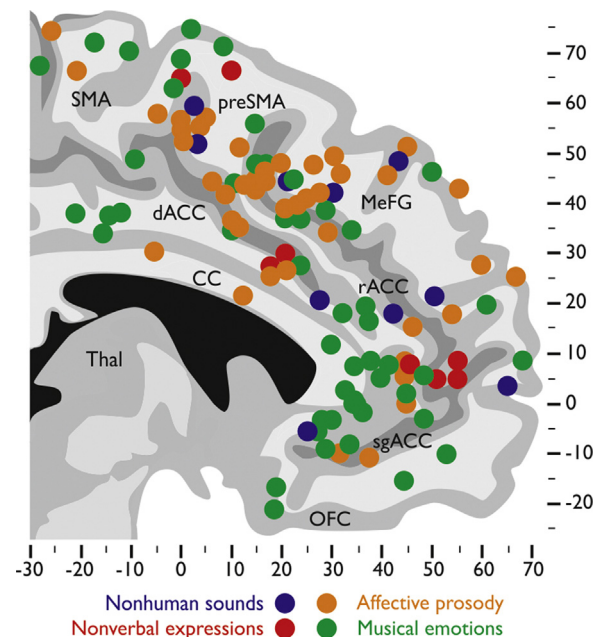 70
60
SMA
preSMA
50
MeFG
40
dACC
30
CC
rACC
20
Thal
10
0
sgACC
-10
-20
OFC
-30 -20 -10 0 10 20 30 40 50 60 70
Nonhuman sounds Affective prosody
Nonverbal expressions Musical emotions